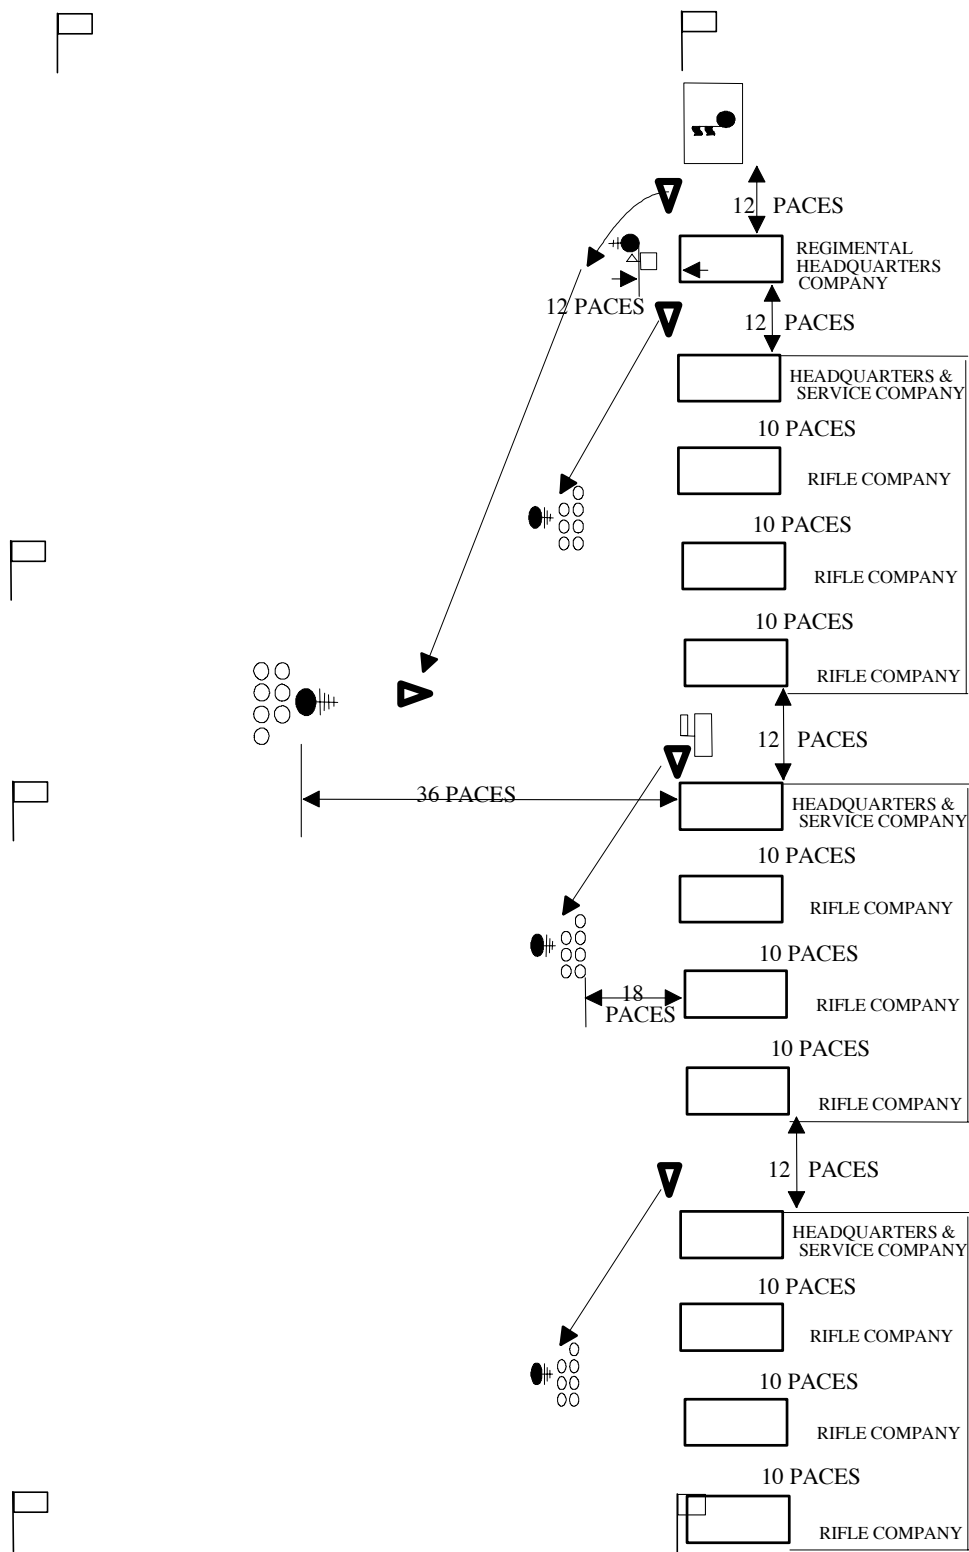 12 PACES
REGIMENTAL
HEADQUARTERS
COMPANY
12 PACES
12 PACES
HEADQUARTERS &
SERVICE COMPANY
10 PACES
RIFLE COMPANY
10 PACES
RIFLE COMPANY
10 PACES
RIFLE COMPANY
12 PACES
36 PACES
HEADQUARTERS &
SERVICE COMPANY
10 PACES
RIFLE COMPANY
10 PACES
18
PACES
RIFLE COMPANY
10 PACES
RIFLE COMPANY
12 PACES
HEADQUARTERS &
SERVICE COMPANY
10 PACES
RIFLE COMPANY
10 PACES
RIFLE COMPANY
10 PACES
RIFLE COMPANY